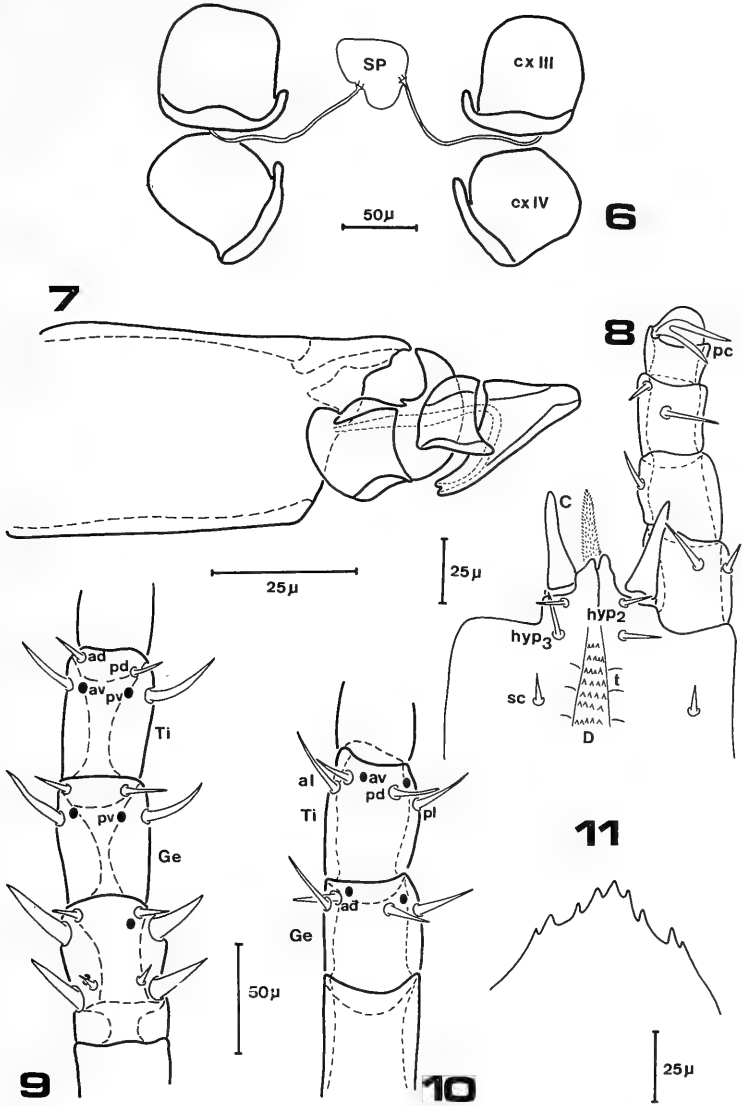 SP
cx III
cx IV
50µ
6
7
25µ
25µ
8
pc
C
hyp2
hyp3
sc
t
D
ad
pd
av
pv
Ti
pv
Ge
50µ
9
al
av
pd
Ti
pl
ad
Ge
10
11
25µ